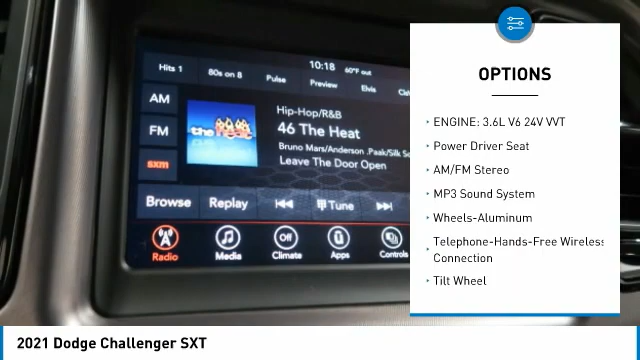 10:18
60°F out
Hits 1
80s on 8
Pulse
Preview
Elvis
AM
FM
sxm
the Heat
Hip-Hop/R&B
46 The Heat
Bruno Mars/Anderson .Paak/Silk So
Leave The Door Open
Browse
Replay
Tune
Radio
Media
Off
Climate
Apps
Controls
OPTIONS
ENGINE: 3.6L V6 24V VVT
Power Driver Seat
AM/FM Stereo
MP3 Sound System
Wheels-Aluminum
Telephone-Hands-Free Wireless
Connection
Tilt Wheel
2021 Dodge Challenger SXT